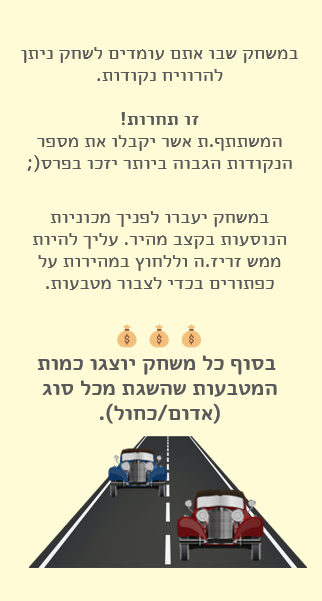 במשחק שבו אתם עומדים לשחק ניתן
להרוויח נקודות.
זו תחרות!
המשתתף.ת אשר יקבלו את מספר
הנקודות הגבוה ביותר יזכו בפרס(;
במשחק יעברו לפניך מכוניות
הנוסעות בקצב מהיר. עליך להיות
ממש זריז.ה וללחוץ במהירות על
כפתורים בכדי לצבור מטבעות.
בסוף כל משחק יוצגו כמות
המטבעות שהשגת מכל סוג
(אדום/כחול).